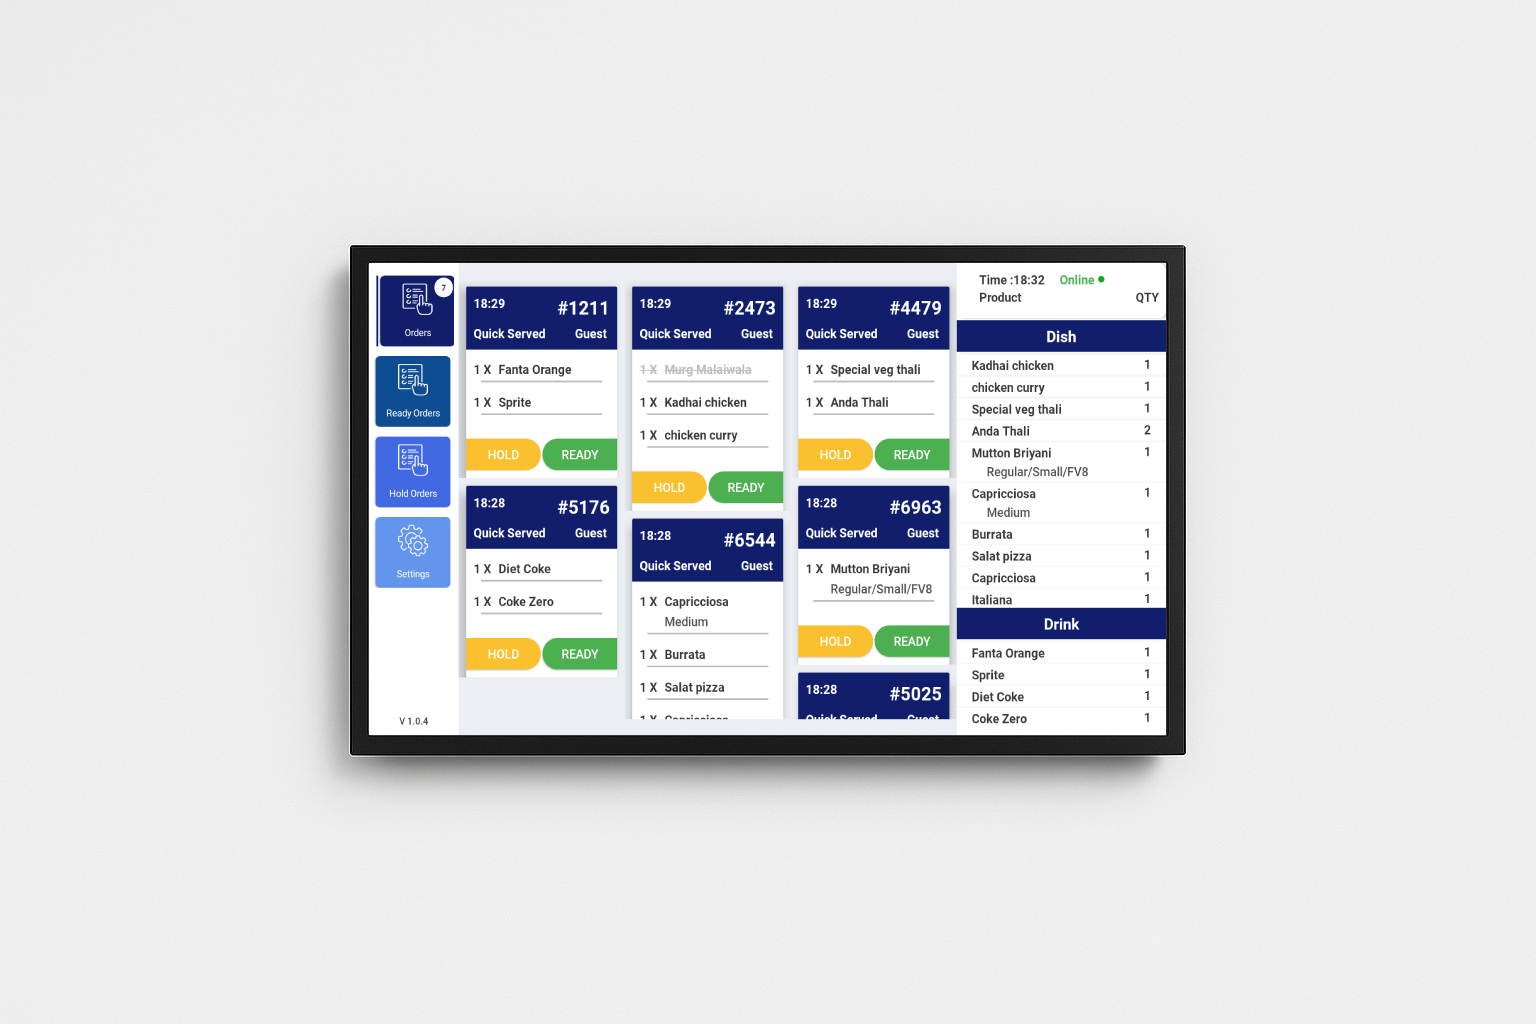 7
Orders
Ready Orders
Hold Orders
Settings
V 1.0.4
18:29 #1211
Quick Served Guest
1 X Fanta Orange
1 X Sprite
HOLD READY
18:28 #5176
Quick Served Guest
1 X Diet Coke
1 X Coke Zero
HOLD READY
18:29 #2473
Quick Served Guest
1 X Murg Malaiwala
1 X Kadhai chicken
1 X chicken curry
HOLD READY
18:28 #6544
Quick Served Guest
1 X Capricciosa
Medium
1 X Burrata
1 X Salat pizza
1 X Capricciosa
18:29 #4479
Quick Served Guest
1 X Special veg thali
1 X Anda Thali
HOLD READY
18:28 #6963
Quick Served Guest
1 X Mutton Briyani
Regular/Small/FV8
HOLD READY
18:28 #5025
Quick Served Guest
Time :18:32 Online
Product QTY
Dish
Kadhai chicken 1
chicken curry 1
Special veg thali 1
Anda Thali 2
Mutton Briyani 1
Regular/Small/FV8
Capricciosa 1
Medium
Burrata 1
Salat pizza 1
Capricciosa 1
Italiana 1
Drink
Fanta Orange 1
Sprite 1
Diet Coke 1
Coke Zero 1